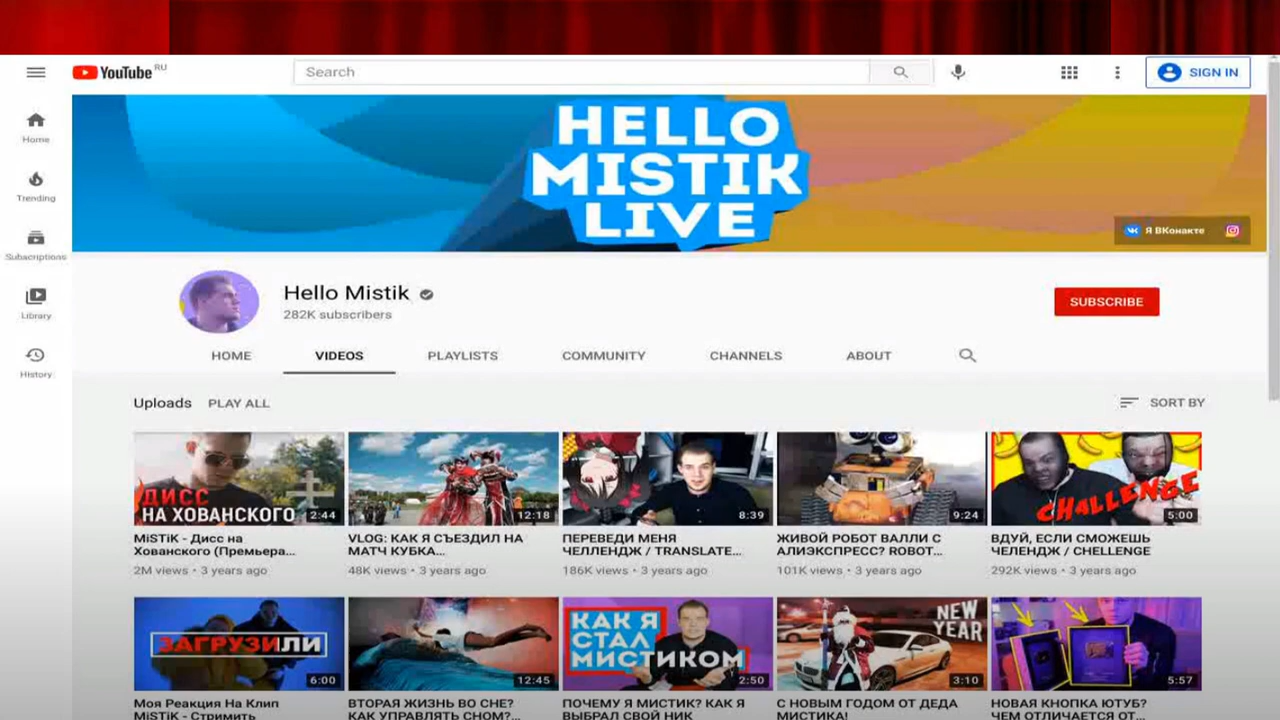 YouTube RU
Search
SIGN IN
Home
Trending
Subscriptions
Library
History
HELLO
MISTIK
LIVE
Я ВКонакте
Hello Mistik
282K subscribers
SUBSCRIBE
HOME VIDEOS PLAYLISTS COMMUNITY CHANNELS ABOUT
Uploads PLAY ALL
SORT BY
ДИСС
НА ХОВАНСКОГО
2:44
MiSTiK - Дисс на
Хованского (Премьера...
2M views • 3 years ago
12:18
VLOG: КАК Я СЪЕЗДИЛ НА
МАТЧ КУБКА...
48K views • 3 years ago
8:39
ПЕРЕВЕДИ МЕНЯ
ЧЕЛЛЕНДЖ / TRANSLATE...
186K views • 3 years ago
9:24
ЖИВОЙ РОБОТ ВАЛЛИ С
АЛИЭКСПРЕСС? ROBOT...
101K views • 3 years ago
CHALLENGE
5:00
ВДУЙ, ЕСЛИ СМОЖЕШЬ
ЧЕЛЕНДЖ / CHELLENGE
292K views • 3 years ago
ЗАГРУЗИЛИ
6:00
Моя Реакция На Клип
MiSTiK - Стримить
12:45
ВТОРАЯ ЖИЗНЬ ВО СНЕ?
КАК УПРАВЛЯТЬ СНОМ?...
КАК Я
СТАЛ
МИСТИКОМ
2:50
ПОЧЕМУ Я МИСТИК? КАК Я
ВЫБРАЛ СВОЙ НИК
NEW
YEAR
3:10
С НОВЫМ ГОДОМ ОТ ДЕДА
МИСТИКА!
5:57
НОВАЯ КНОПКА ЮТУБ?
ЧЕМ ОТЛИЧАЕТСЯ ОТ...